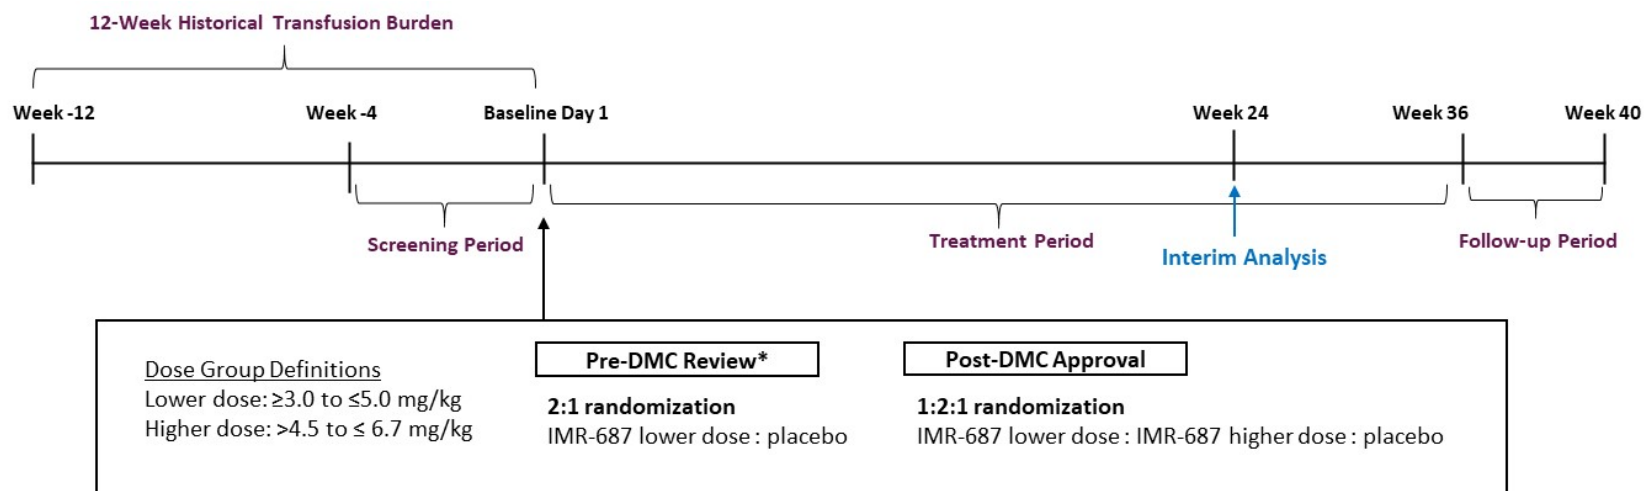 12-Week Historical Transfusion Burden
Week -12
Week -4
Baseline Day 1
Week 24
Week 36
Week 40
Screening Period
Treatment Period
Interim Analysis
Follow-up Period
Dose Group Definitions
Lower dose: ≥3.0 to ≤5.0 mg/kg
Higher dose: >4.5 to ≤ 6.7 mg/kg
Pre-DMC Review*
2:1 randomization
IMR-687 lower dose : placebo
Post-DMC Approval
1:2:1 randomization
IMR-687 lower dose : IMR-687 higher dose : placebo